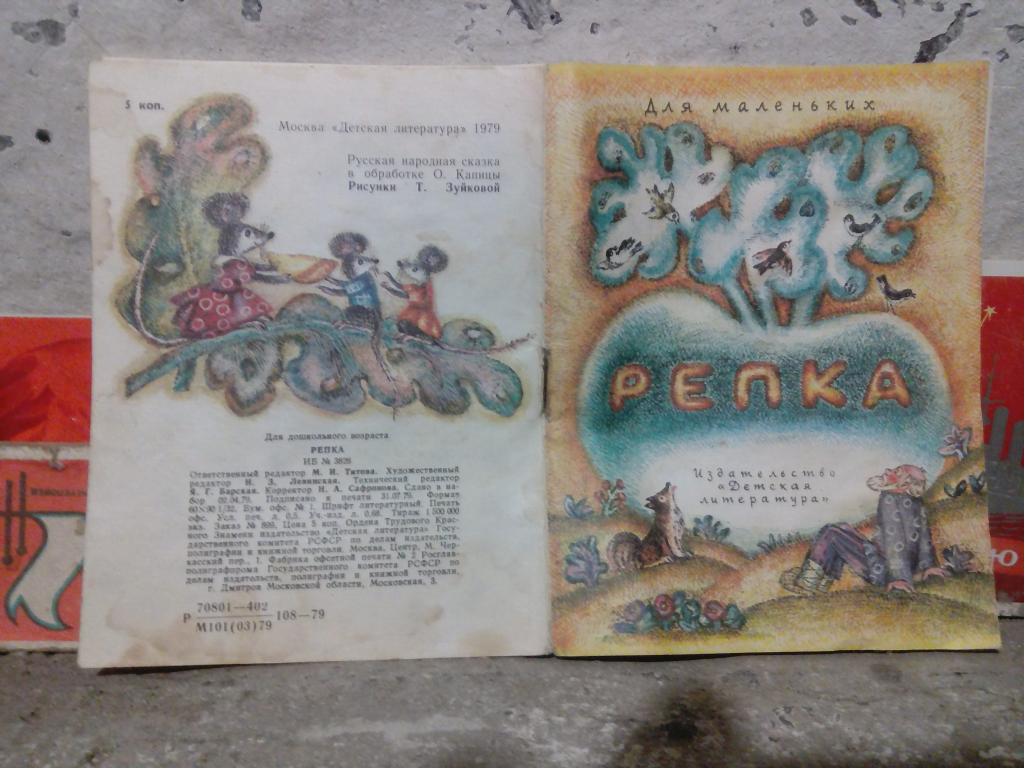 5 коп.
Москва «Детская литература» 1979
Русская народная сказка
в обработке О. Капицы
Рисунки Т. Зуйковой
Для дошкольного возраста
РЕПКА
ИБ № 3828
Ответственный редактор М. И. Титова. Художественный
редактор Н. З. Левинская. Технический редактор
Я. Г. Барская. Корректор Н. А. Сафронова. Сдано в на-
бор 02.04.79. Подписано к печати 31.07.79. Формат
60×90 1/32. Бум. офс. № 1. Шрифт литературный. Печать
офс. Усл. печ. л. 0,5. Уч.-изд. л. 0,68. Тираж 1 500 000
экз. Заказ № 899. Цена 5 коп. Ордена Трудового Крас-
ного Знамени издательство «Детская литература» Госу-
дарственного комитета РСФСР по делам издательств,
полиграфии и книжной торговли. Москва, Центр, М. Чер-
касский пер., 1. Фабрика офсетной печати № 2 Росглав-
полиграфпрома Государственного комитета РСФСР по
делам издательств, полиграфии и книжной торговли,
г. Дмитров Московской области, Московская, 3.
Р 70801—402
М101(03)79 108—79
Для маленьких
РЕПКА
Издательство
«Детская
литература»